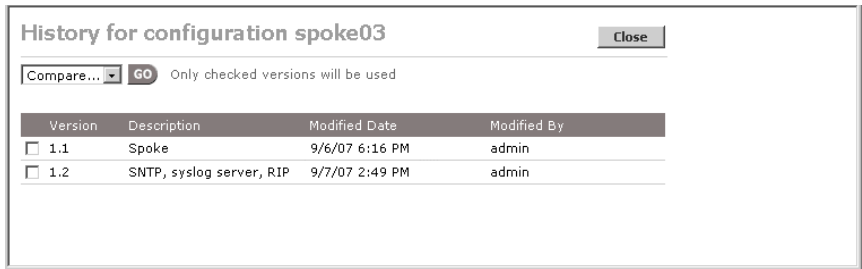 History for configuration spoke03
Close
Compare... GO Only checked versions will be used
Version Description Modified Date Modified By
1.1 Spoke 9/6/07 6:16 PM admin
1.2 SNTP, syslog server, RIP 9/7/07 2:49 PM admin